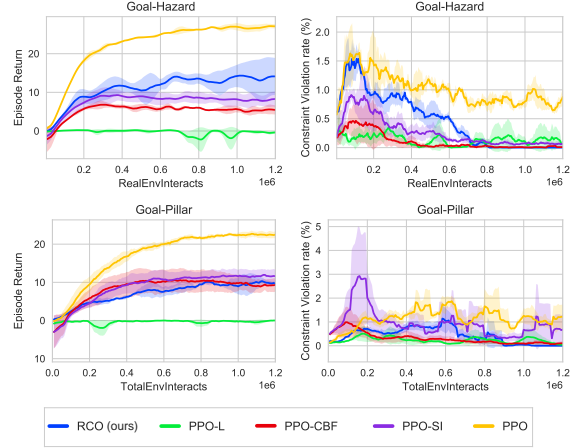 Goal-Hazard
Episode Return
20
10
0
0.2 0.4 0.6 0.8 1.0 1.2
1e6
RealEnvInteracts
Goal-Hazard
Constraint Violation rate (%)
2.0
1.5
1.0
0.5
0.0
0.2 0.4 0.6 0.8 1.0 1.2
1e6
RealEnvInteracts
Goal-Pillar
Episode Return
20
10
0
10
0.0 0.2 0.4 0.6 0.8 1.0 1.2
1e6
TotalEnvInteracts
Goal-Pillar
Constraint Violation rate (%)
5
4
3
2
1
0
0.0 0.2 0.4 0.6 0.8 1.0 1.2
1e6
TotalEnvInteracts
RCO (ours) PPO-L PPO-CBF PPO-SI PPO